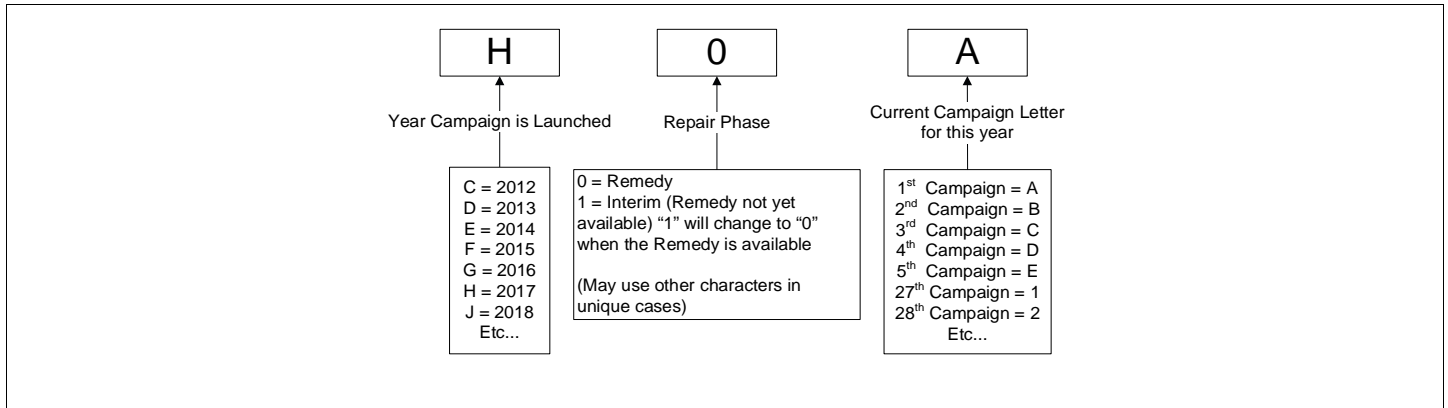 H
0
A
Year Campaign is Launched
Repair Phase
Current Campaign Letter
for this year
C = 2012
D = 2013
E = 2014
F = 2015
G = 2016
H = 2017
J = 2018
Etc...
0 = Remedy
1 = Interim (Remedy not yet
available) “1” will change to “0”
when the Remedy is available
(May use other characters in
unique cases)
1st Campaign = A
2nd Campaign = B
3rd Campaign = C
4th Campaign = D
5th Campaign = E
27th Campaign = 1
28th Campaign = 2
Etc...